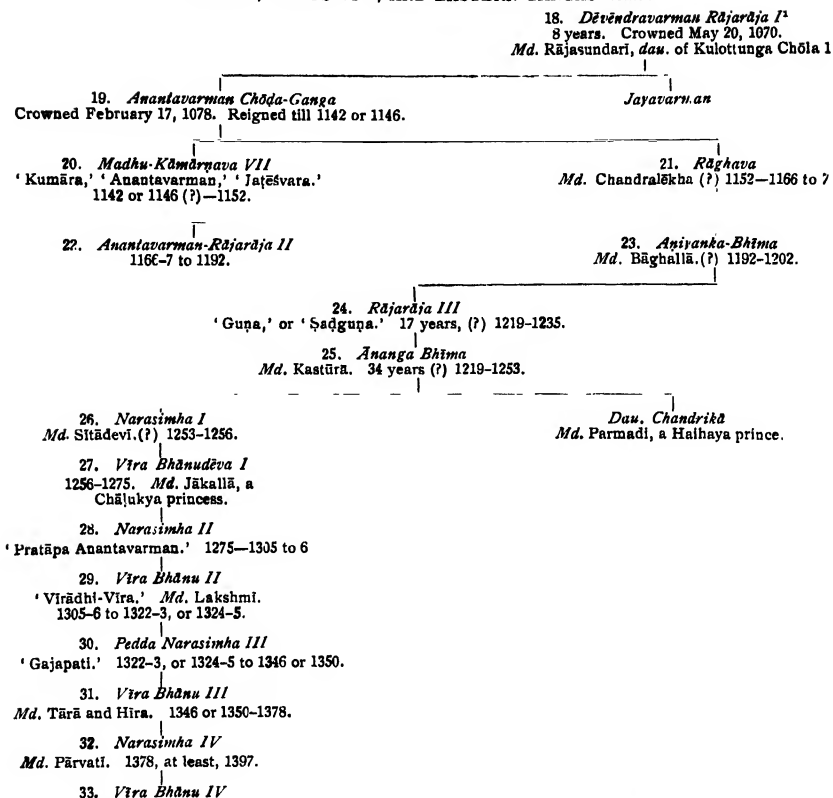 18. Dēvēndravarman Rājarāja I¹
8 years. Crowned May 20, 1070.
Md. Rājasundarī, dau. of Kulottunga Chōla 1
19. Anantavarman Chōḍa-Ganga
Crowned February 17, 1078. Reigned till 1142 or 1146.
Jayavarman
20. Madhu-Kāmārṇava VII
‘ Kumāra,’ ‘ Anantavarman,’ ‘ Jaṭēśvara.’
1142 or 1146 (?)—1152.
21. Rāghava
Md. Chandralēkha (?) 1152—1166 to 7
22. Anantavarman-Rājarāja II
1166-7 to 1192.
23. Aniyanka-Bhīma
Md. Bāghallā.(?) 1192-1202.
24. Rājarāja III
‘ Guṇa,’ or ‘ Ṣaḍguṇa.’ 17 years, (?) 1219-1235.
25. Ānanga Bhīma
Md. Kastūrā. 34 years (?) 1219-1253.
26. Narasimha I
Md. Sītādevī.(?) 1253-1256.
Dau. Chandrikā
Md. Parmadi, a Haihaya prince.
27. Vīra Bhānudēva I
1256-1275. Md. Jākallā, a
Chāḷukya princess.
28. Narasimha II
‘ Pratāpa Anantavarman.’ 1275—1305 to 6
29. Vīra Bhānu II
‘ Vīrādhi-Vīra.’ Md. Lakshmī.
1305-6 to 1322-3, or 1324-5.
30. Pedda Narasimha III
‘ Gajapati.’ 1322-3, or 1324-5 to 1346 or 1350.
31. Vīra Bhānu III
Md. Tārā and Hīra. 1346 or 1350-1378.
32. Narasimha IV
Md. Pārvatī. 1378, at least, 1397.
33. Vīra Bhānu IV